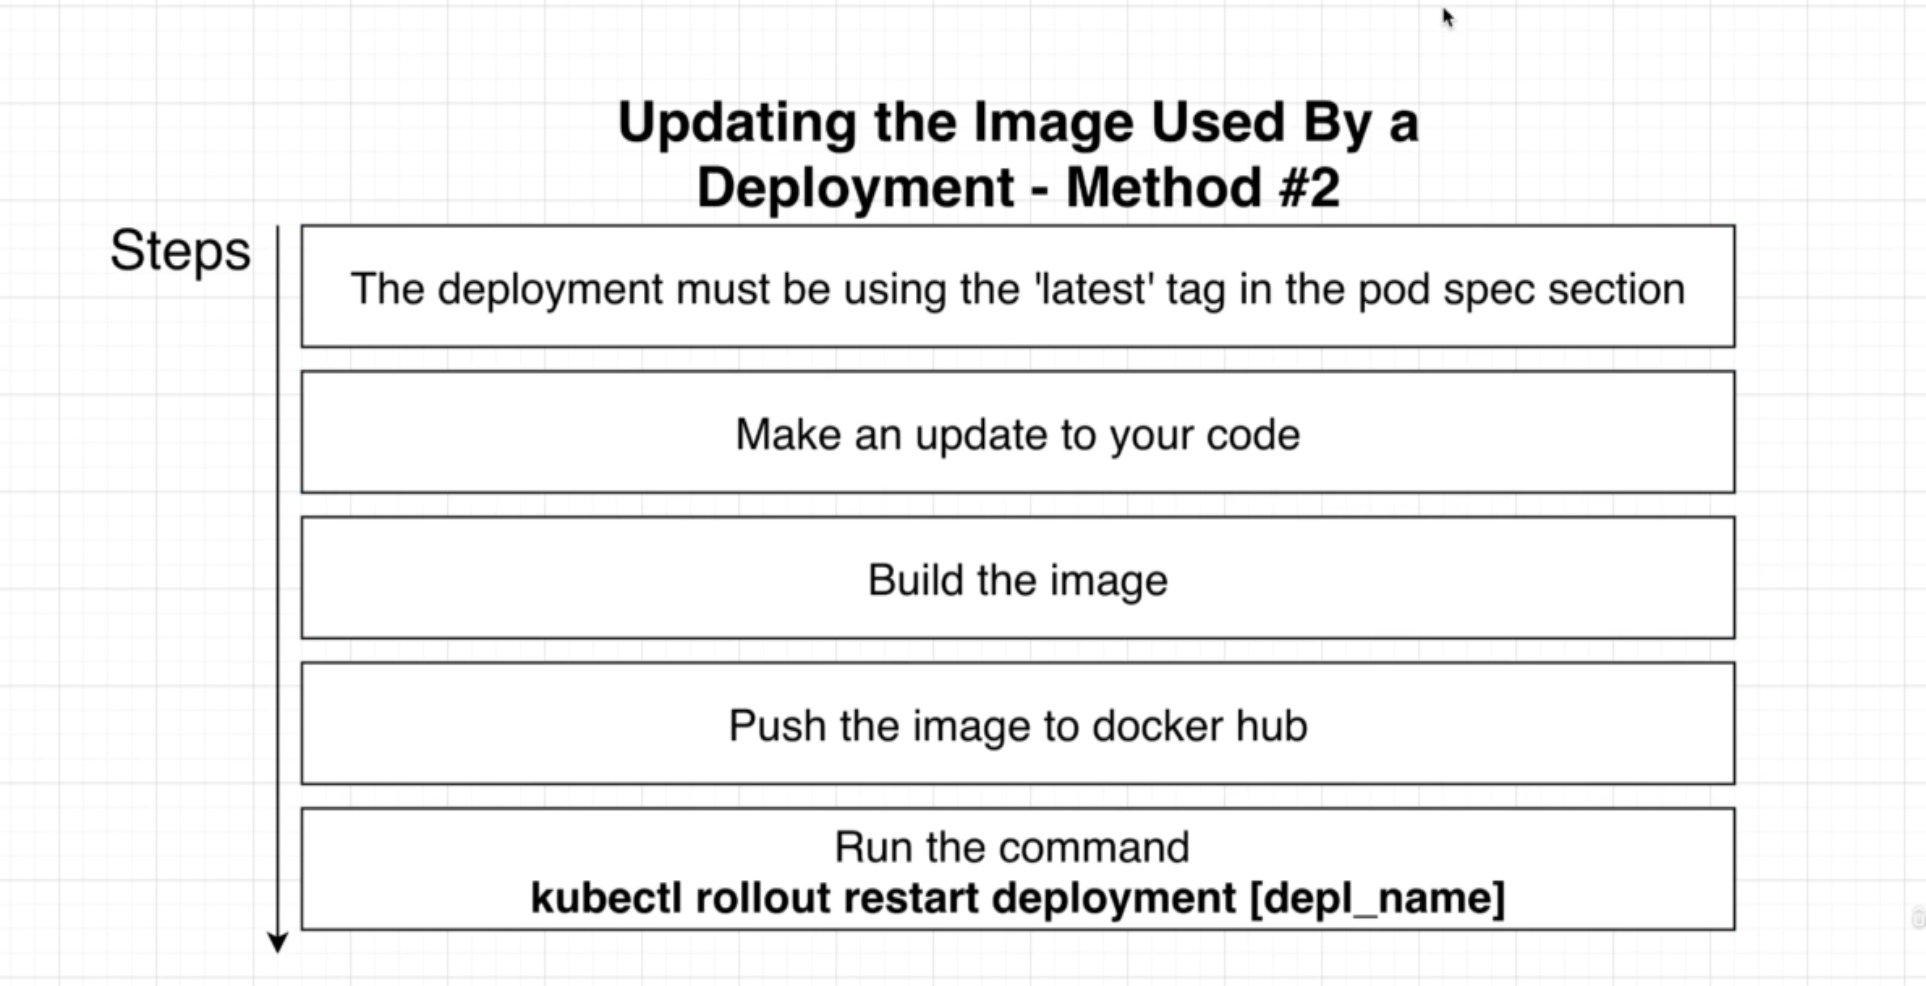 Updating the Image Used By a
Deployment - Method #2
Steps
The deployment must be using the 'latest' tag in the pod spec section
Make an update to your code
Build the image
Push the image to docker hub
Run the command
kubectl rollout restart deployment [depl_name]